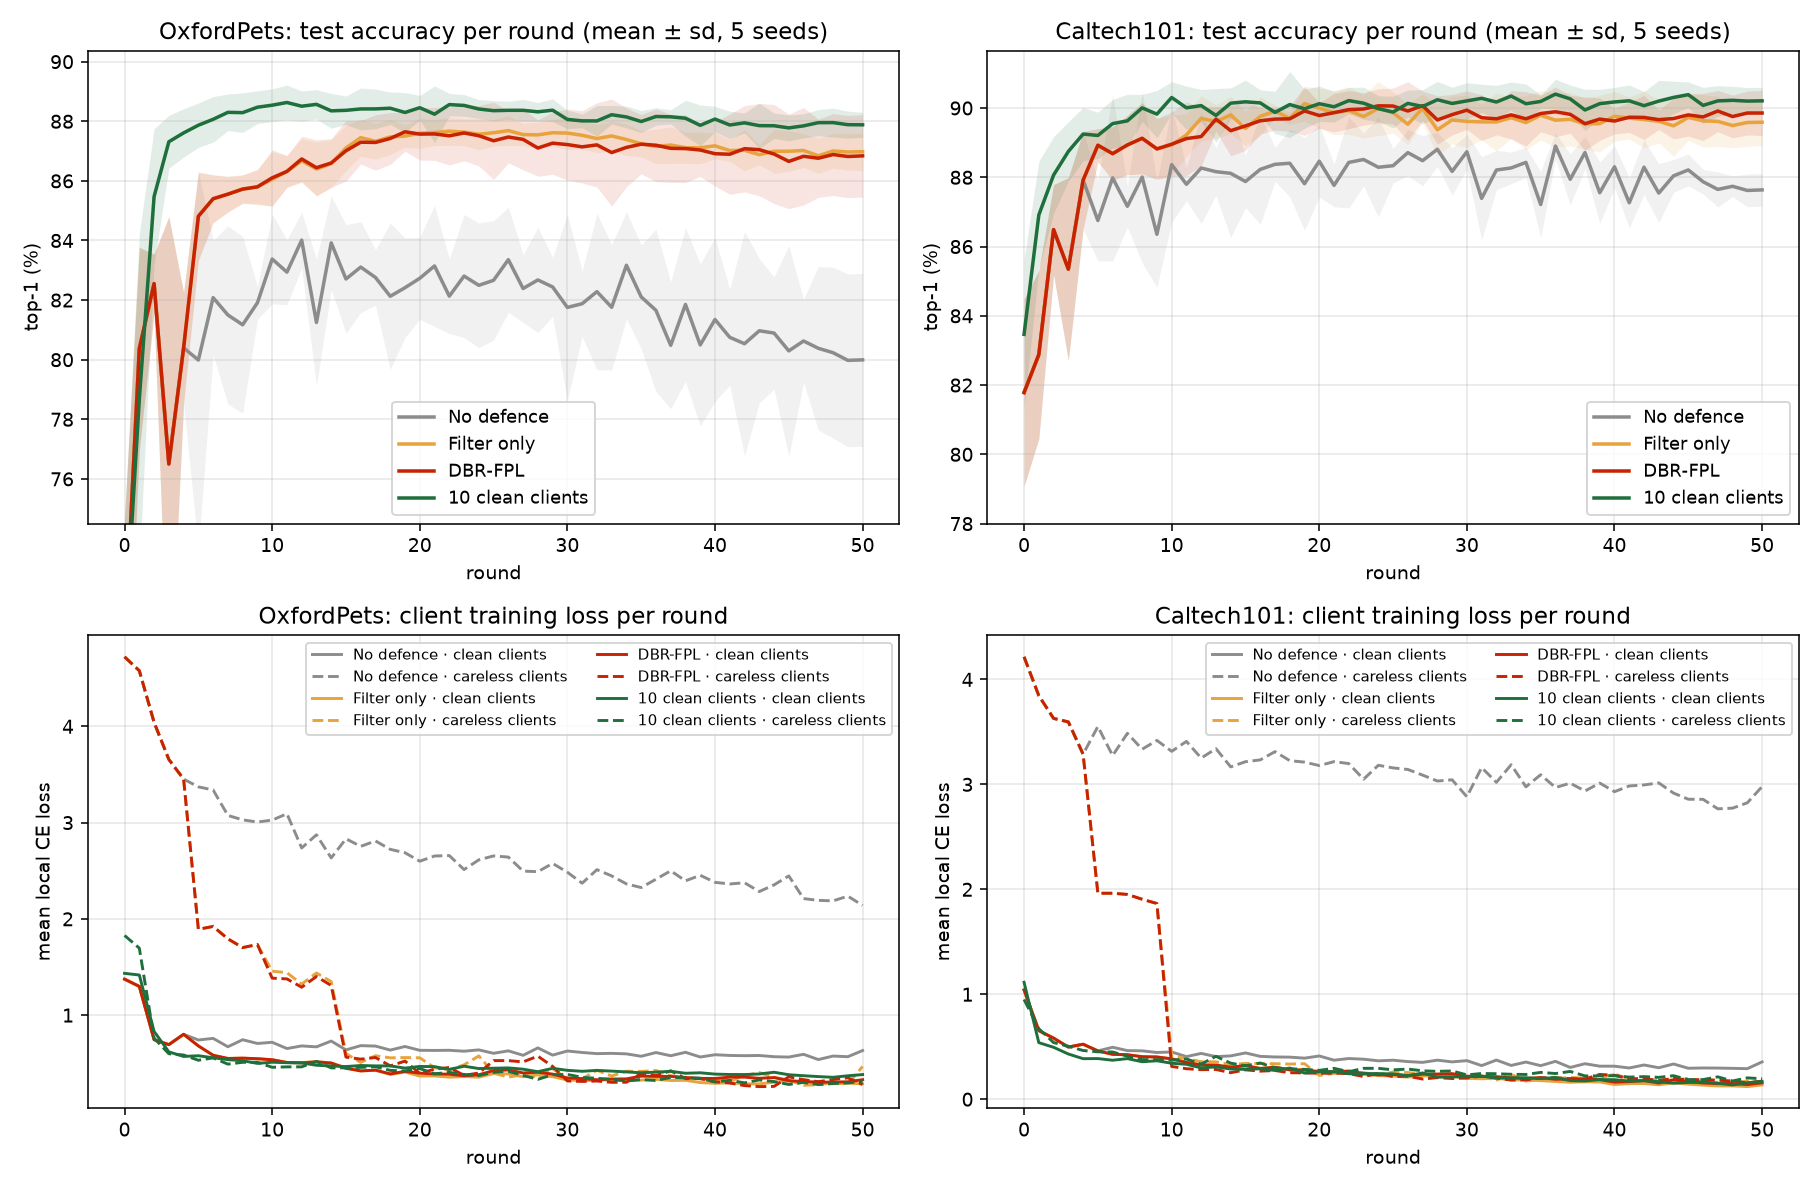 OxfordPets: test accuracy per round (mean ± sd, 5 seeds)
90
88
86
84
82
80
78
76
top-1 (%)
No defence
Filter only
DBR-FPL
10 clean clients
0 10 20 30 40 50
round
Caltech101: test accuracy per round (mean ± sd, 5 seeds)
90
88
86
84
82
80
78
top-1 (%)
No defence
Filter only
DBR-FPL
10 clean clients
0 10 20 30 40 50
round
OxfordPets: client training loss per round
4
3
2
1
mean local CE loss
No defence · clean clients
No defence · careless clients
Filter only · clean clients
Filter only · careless clients
DBR-FPL · clean clients
DBR-FPL · careless clients
10 clean clients · clean clients
10 clean clients · careless clients
0 10 20 30 40 50
round
Caltech101: client training loss per round
4
3
2
1
0
mean local CE loss
No defence · clean clients
No defence · careless clients
Filter only · clean clients
Filter only · careless clients
DBR-FPL · clean clients
DBR-FPL · careless clients
10 clean clients · clean clients
10 clean clients · careless clients
0 10 20 30 40 50
round